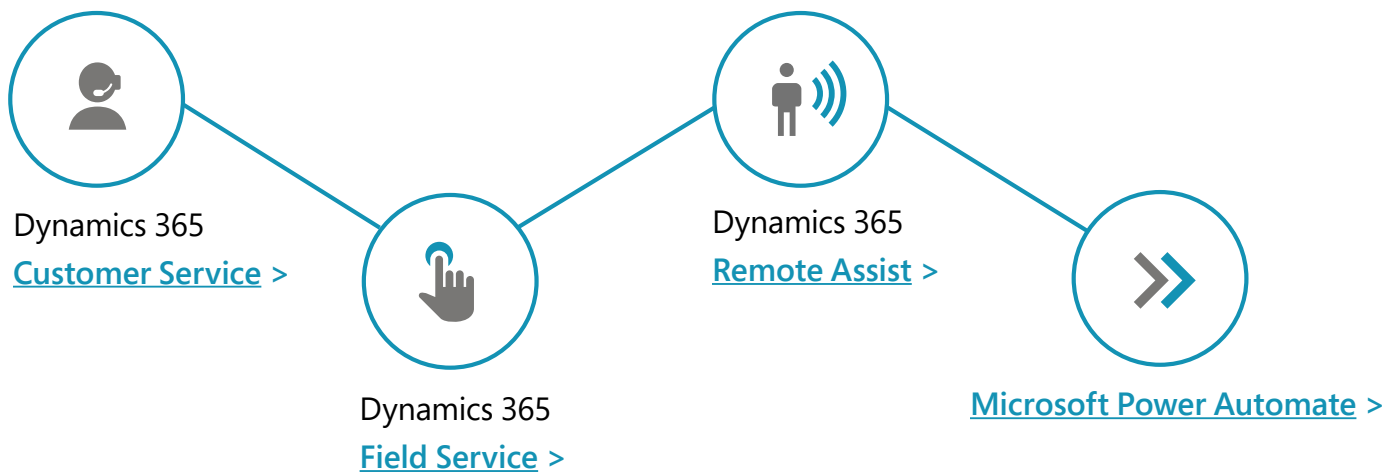 Dynamics 365
Customer Service >
Dynamics 365
Field Service >
Dynamics 365
Remote Assist >
Microsoft Power Automate >